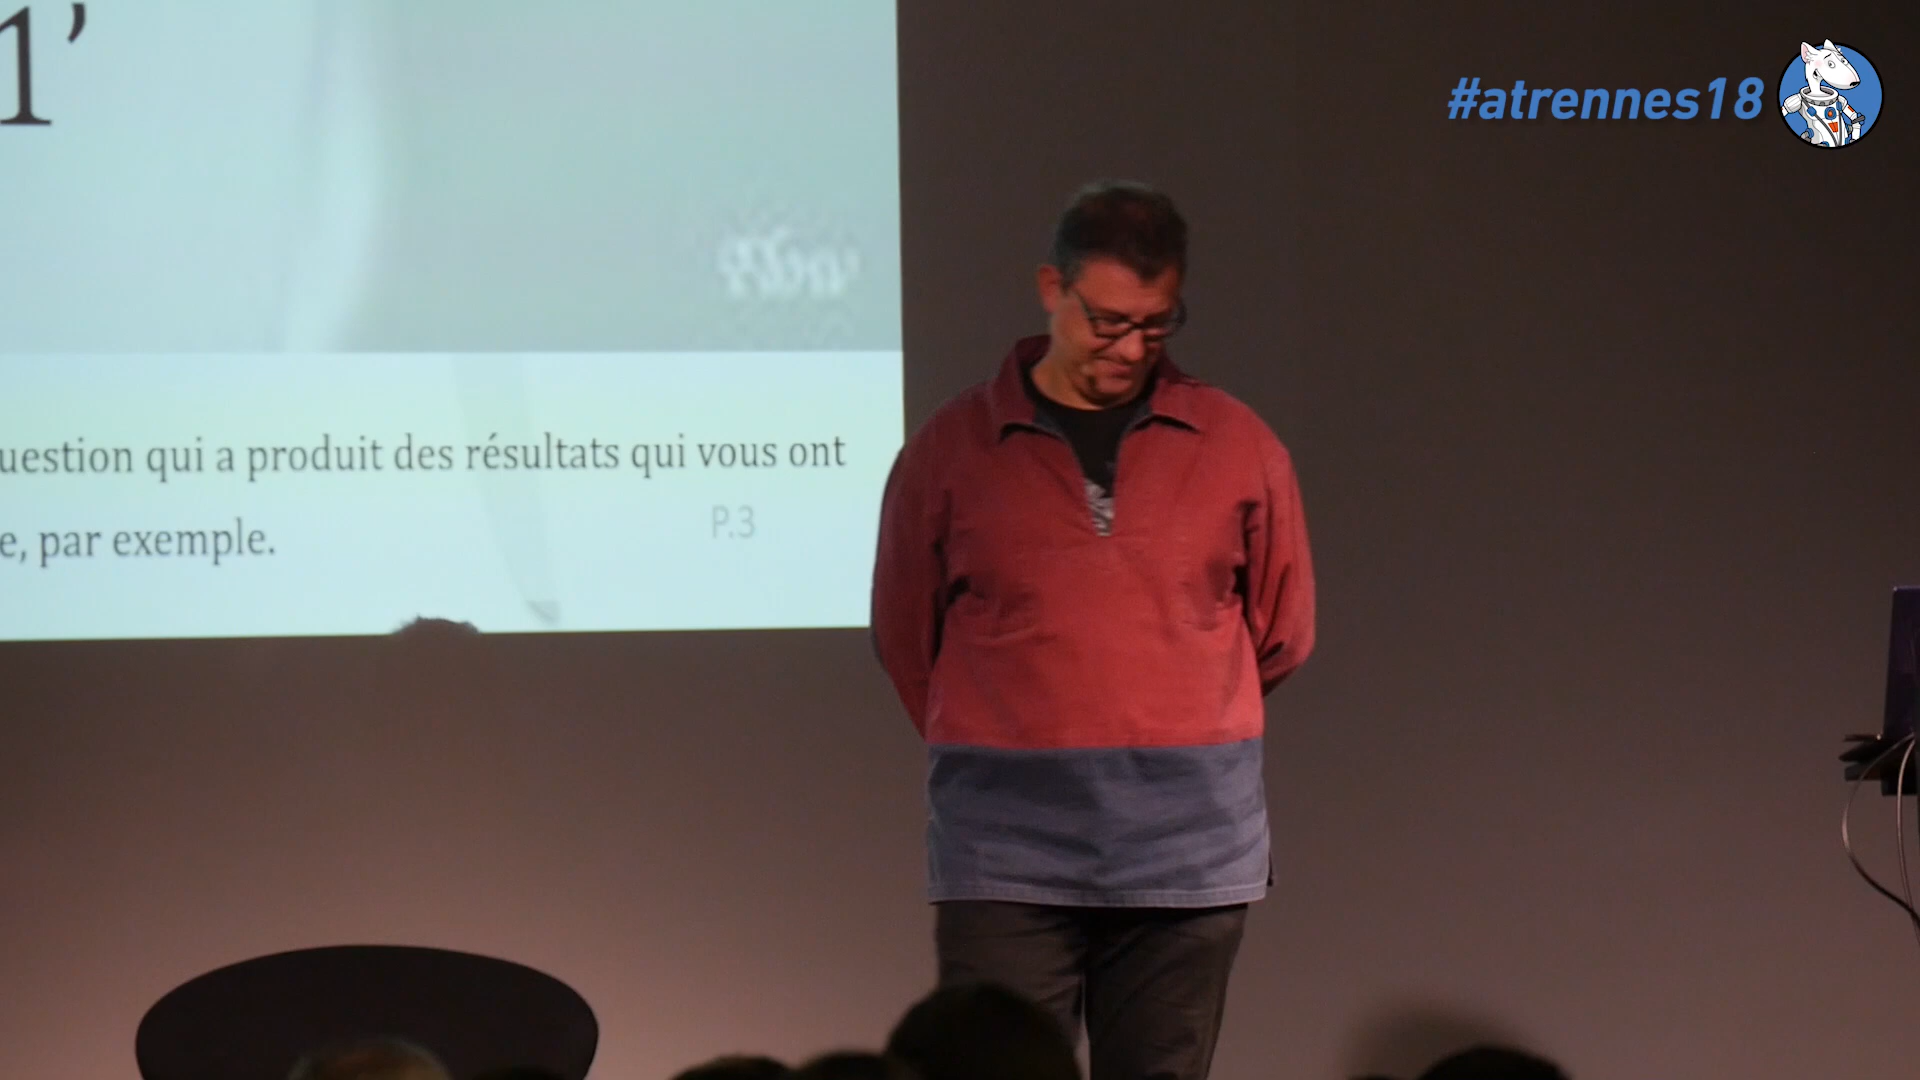 1’
#atrennes18
uestion qui a produit des résultats qui vous ont
e, par exemple.
P.3